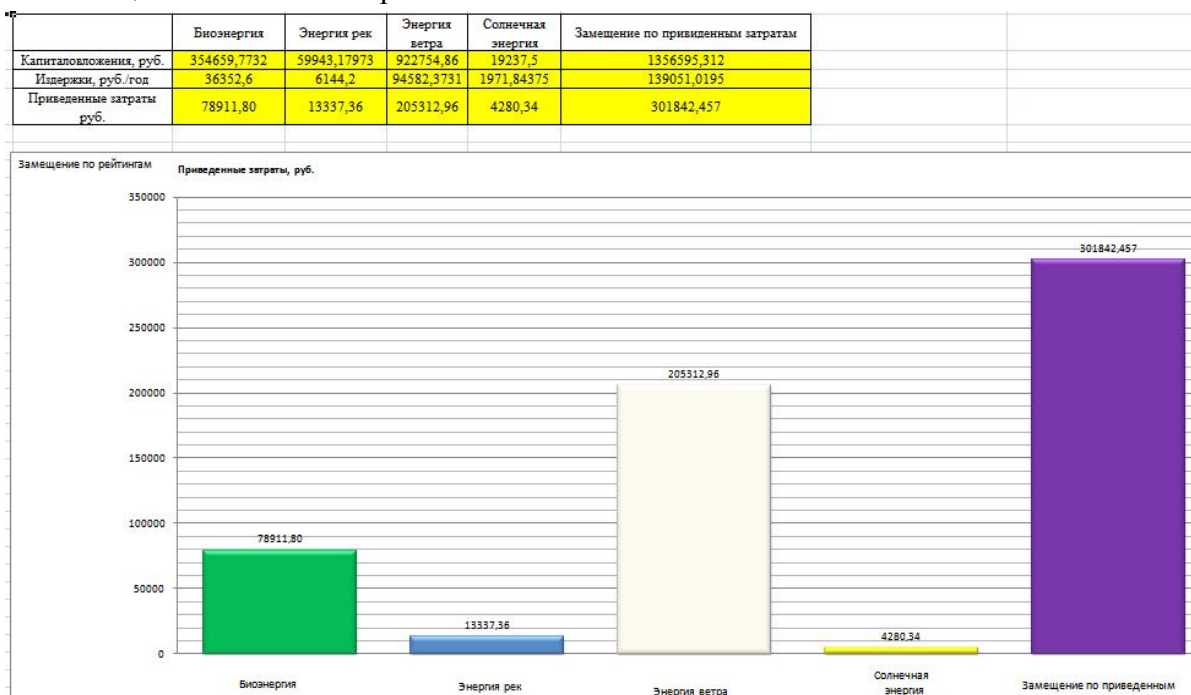 Биоэнергия Энергия рек Энергия ветра Солнечная энергия Замещение по привиденным затратам
Капиталовложения, руб. 354659,7732 59943,17973 922754,86 19237,5 1356595,312
Издержки, руб./год 36352,6 6144,2 94582,3731 1971,84375 139051,0195
Приведенные затраты руб. 78911,80 13337,36 205312,96 4280,34 301842,457
Замещение по рейтингам
Приведенные затраты, руб.
350000
300000
250000
200000
150000
100000
50000
0
78911,80
13337,36
205312,96
4280,34
301842,457
Биоэнергия
Энергия рек
Энергия ветра
Солнечная
энергия
Замещение по приведенным